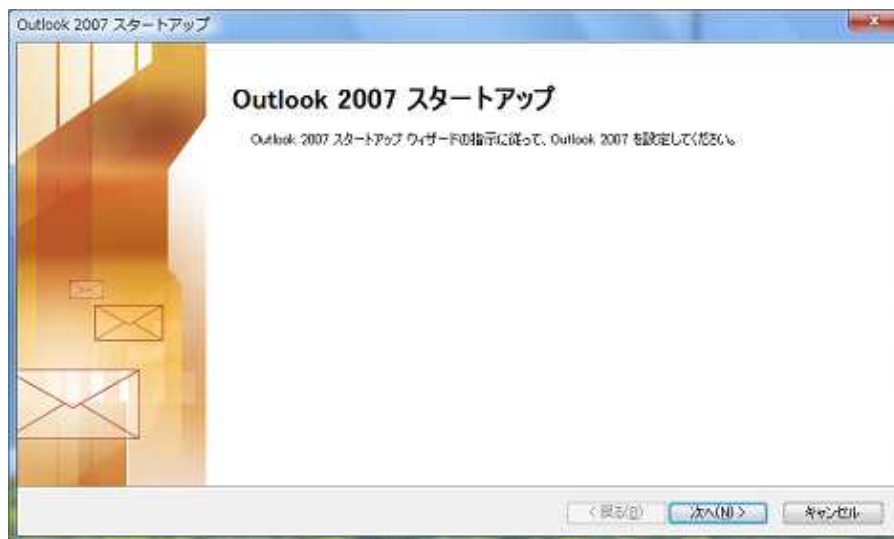 Outlook 2007 スタートアップ
Outlook 2007 スタートアップ
Outlook 2007 スタートアップ ウィザードの指示に従って、Outlook 2007 を設定してください。
< 戻る(B)
次へ(N) >
キャンセル